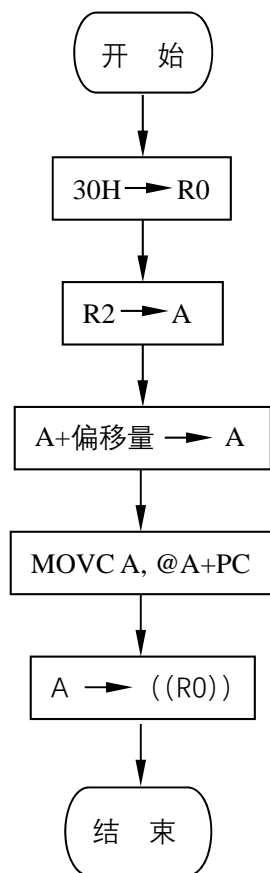 开 始
30H → R0
R2 → A
A+偏移量 → A
MOVC A, @A+PC
A → ((R0))
结 束